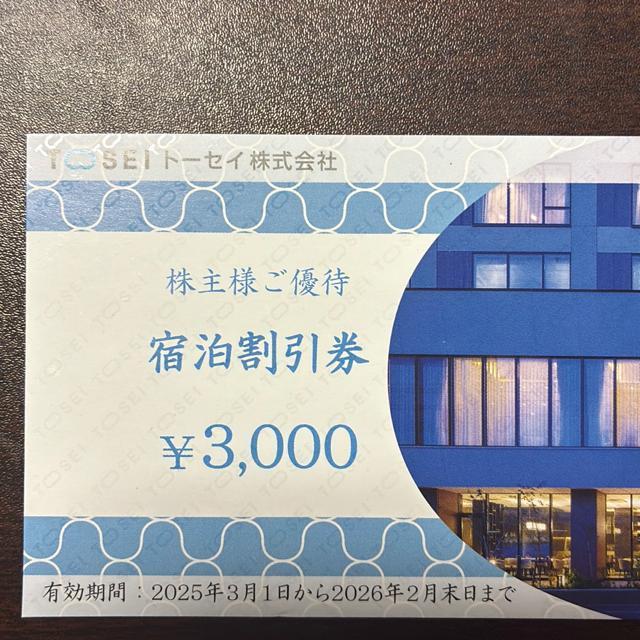 TOSEI トーセイ株式会社
株主様ご優待
宿泊割引券
¥3,000
有効期間：2025年3月1日から2026年2月末日まで